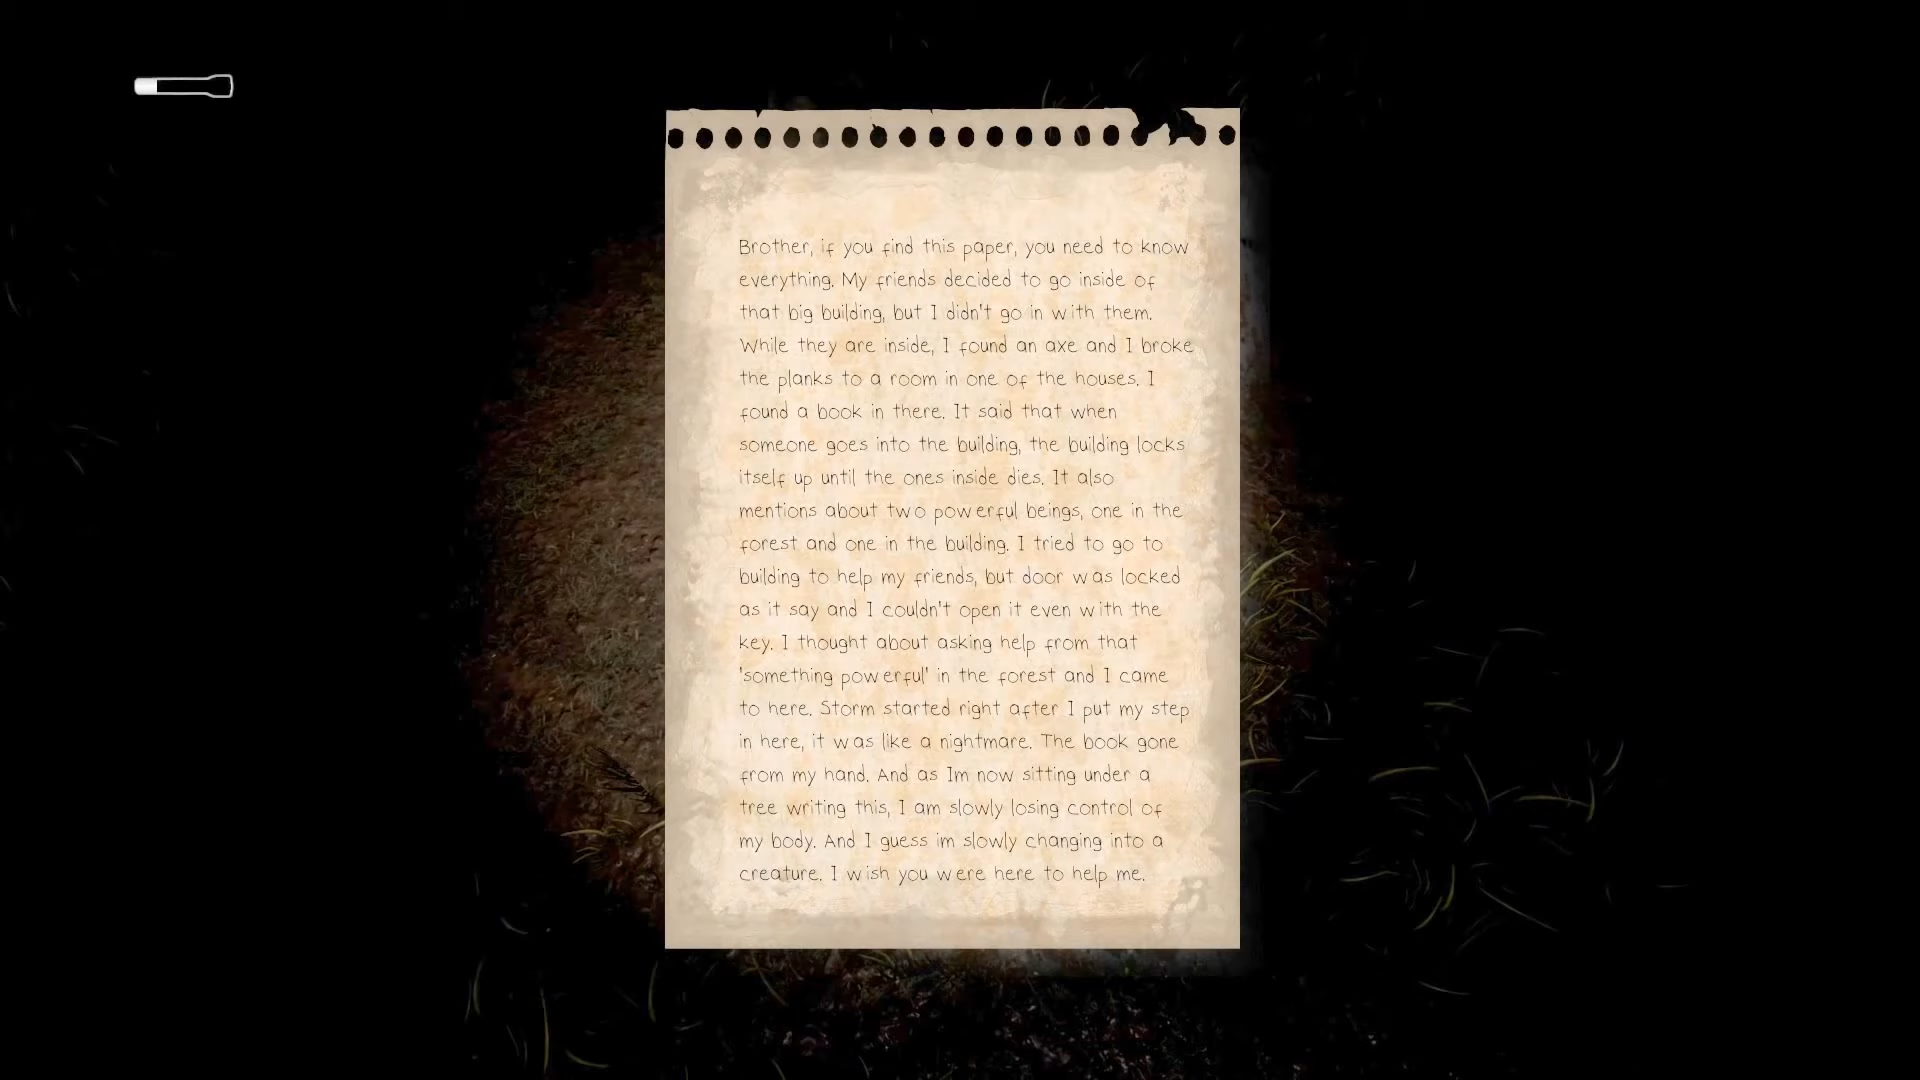 Brother, if you find this paper, you need to know
everything. My friends decided to go inside of
that big building, but I didn't go in with them.
While they are inside, I found an axe and I broke
the planks to a room in one of the houses. I
found a book in there. It said that when
someone goes into the building, the building locks
itself up until the ones inside dies. It also
mentions about two powerful beings, one in the
forest and one in the building. I tried to go to
building to help my friends, but door was locked
as it say and I couldn't open it even with the
key. I thought about asking help from that
'something powerful' in the forest and I came
to here. Storm started right after I put my step
in here, it was like a nightmare. The book gone
from my hand. And as Im now sitting under a
tree writing this, I am slowly losing control of
my body. And I guess im slowly changing into a
creature. I wish you were here to help me.